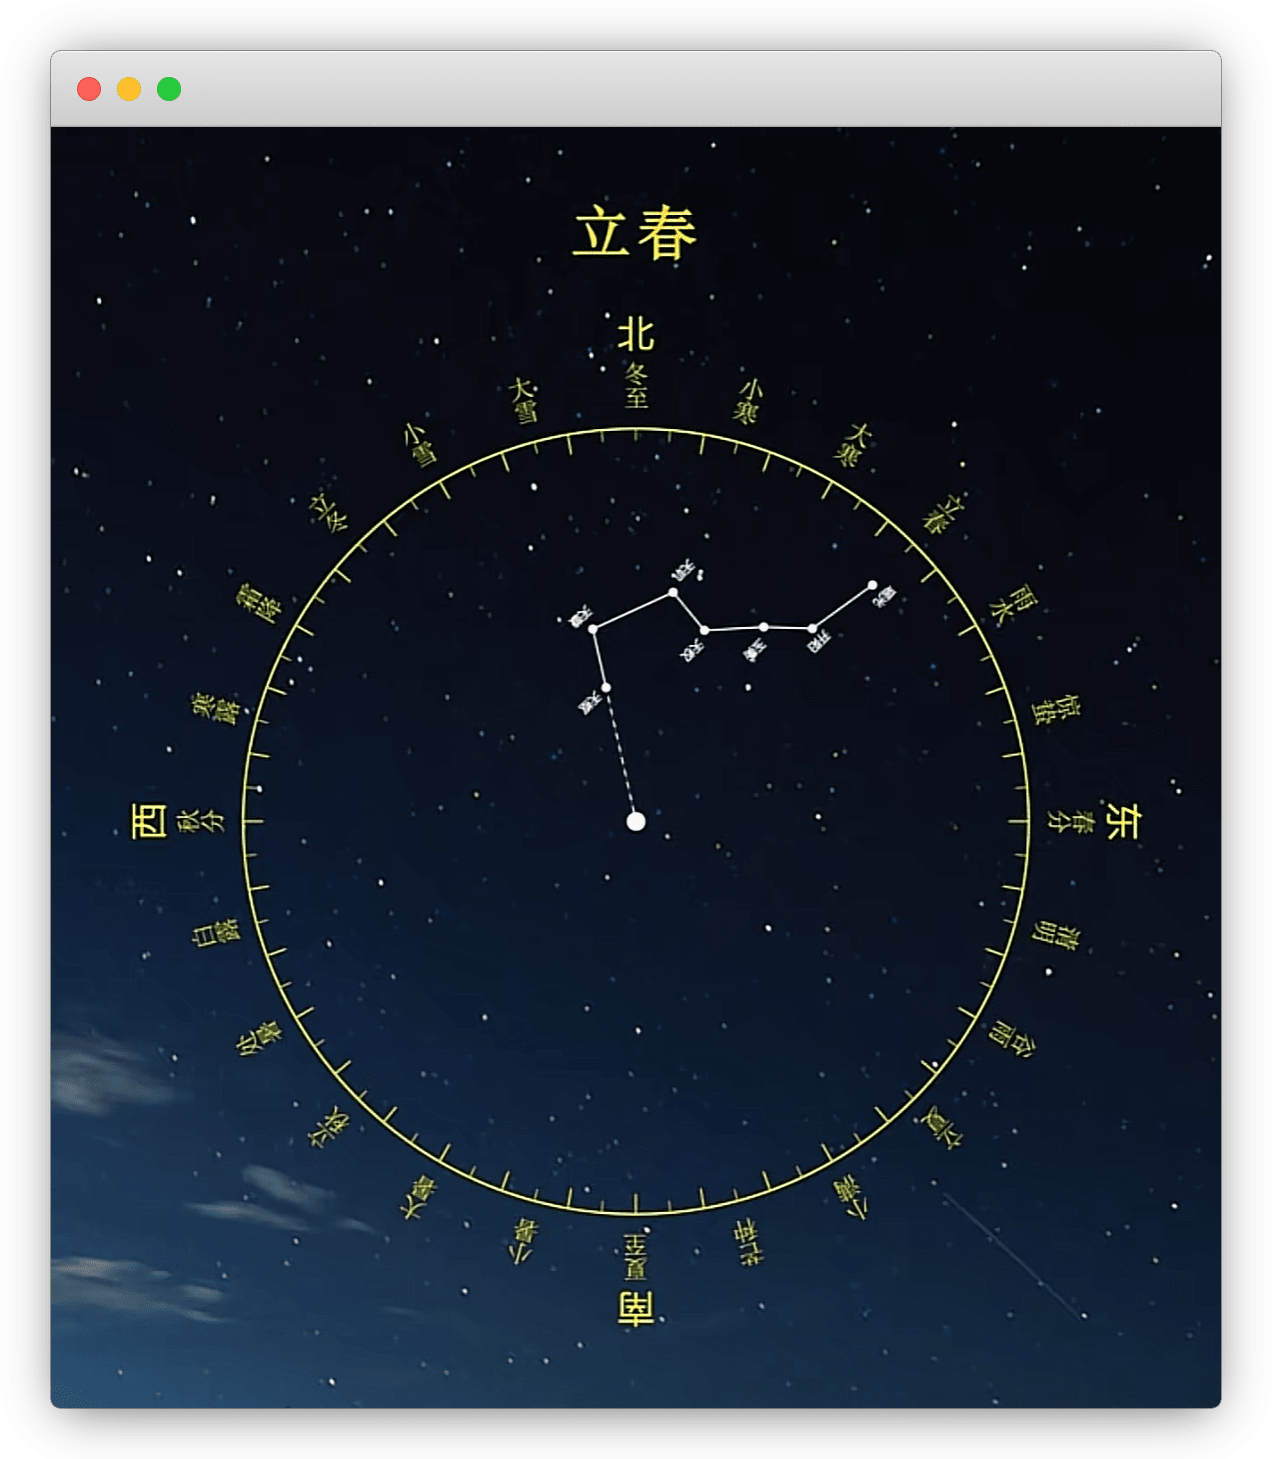 立春
北
冬至
小寒
大寒
立春
雨水
惊蛰
春分
东
清明
谷雨
立夏
小满
芒种
夏至
南
小暑
大暑
立秋
处暑
白露
秋分
西
寒露
霜降
立冬
小雪
大雪
天枢
天璇
天玑
天权
玉衡
开阳
瑶光